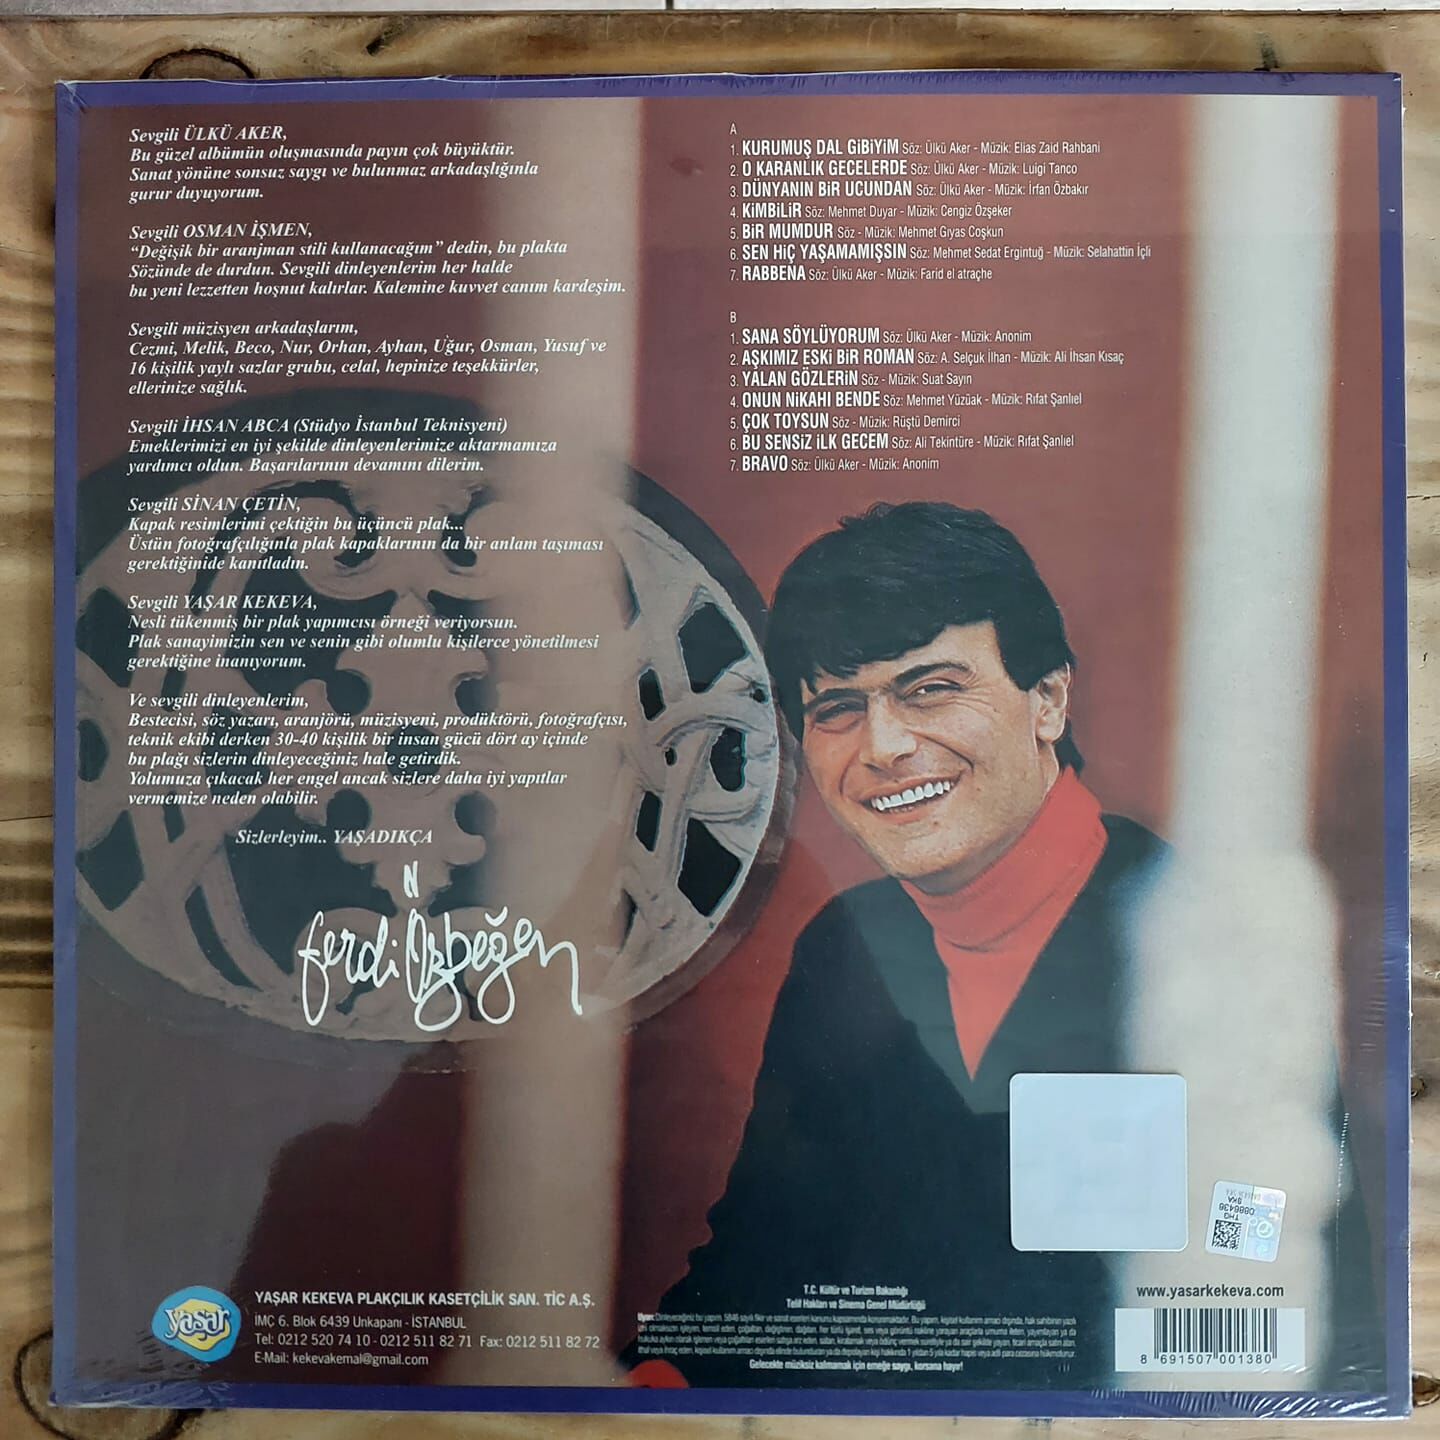 Sevgili ÜLKÜ AKER,
Bu güzel albümün oluşmasında payın çok büyüktür.
Sanat yönüne sonsuz saygı ve bulunmaz arkadaşlığınla
gurur duyuyorum.
Sevgili OSMAN İŞMEN,
“Değişik bir aranjman stili kullanacağım” dedin, bu plakta
Sözünde de durdun. Sevgili dinleyenlerim her halde
bu yeni lezzetten hoşnut kalırlar. Kalemine kuvvet canım kardeşim.
Sevgili müzisyen arkadaşlarım,
Cezmi, Melik, Beco, Nur, Orhan, Ayhan, Uğur, Osman, Yusuf ve
16 kişilik yaylı sazlar grubu, celal, hepinize teşekkürler,
ellerinize sağlık.
Sevgili İHSAN ABCA (Stüdyo İstanbul Teknisyeni)
Emeklerimizi en iyi şekilde dinleyenlerimize aktarmamıza
yardımcı oldun. Başarılarının devamını dilerim.
Sevgili SİNAN ÇETİN,
Kapak resimlerimi çektiğin bu üçüncü plak...
Üstün fotoğrafçılığınla plak kapaklarının da bir anlam taşıması
gerektiğinide kanıtladın.
Sevgili YAŞAR KEKEVA,
Nesli tükenmiş bir plak yapımcısı örneği veriyorsun.
Plak sanayimizin sen ve senin gibi olumlu kişilerce yönetilmesi
gerektiğine inanıyorum.
Ve sevgili dinleyenlerim,
Bestecisi, söz yazarı, aranjörü, müzisyeni, prodüktörü, fotoğrafçısı,
teknik ekibi derken 30-40 kişilik bir insan gücü dört ay içinde
bu plağı sizlerin dinleyeceğiniz hale getirdik.
Yolumuza çıkacak her engel ancak sizlere daha iyi yapıtlar
vermemize neden olabilir.
Sizlerleyim.. YAŞADIKÇA
ferdi Özbeğen
A
1. KURUMUŞ DAL GİBİYİM Söz: Ülkü Aker - Müzik: Elias Zaid Rahbani
2. O KARANLIK GECELERDE Söz: Ülkü Aker - Müzik: Luigi Tanco
3. DÜNYANIN BİR UCUNDAN Söz: Ülkü Aker - Müzik: İrfan Özbakır
4. KİMBİLİR Söz: Mehmet Duyar - Müzik: Cengiz Özşeker
5. BİR MUMDUR Söz - Müzik: Mehmet Gıyas Coşkun
6. SEN HİÇ YAŞAMAMIŞSIN Söz: Mehmet Sedat Ergintuğ - Müzik: Selahattin İçli
7. RABBENA Söz: Ülkü Aker - Müzik: Farid el atraçhe
B
1. SANA SÖYLÜYORUM Söz: Ülkü Aker - Müzik: Anonim
2. AŞKIMIZ ESKİ BİR ROMAN Söz: A. Selçuk İlhan - Müzik: Ali İhsan Kısaç
3. YALAN GÖZLERİN Söz - Müzik: Suat Sayın
4. ONUN NİKAHI BENDE Söz: Mehmet Yüzüak - Müzik: Rıfat Şanlıel
5. ÇOK TOYSUN Söz - Müzik: Rüştü Demirci
6. BU SENSİZ İLK GECEM Söz: Ali Tekintüre - Müzik: Rıfat Şanlıel
7. BRAVO Söz: Ülkü Aker - Müzik: Anonim
yaşar
YAŞAR KEKEVA PLAKÇILIK KASETÇİLİK SAN. TİC A.Ş.
İMÇ 6. Blok 6439 Unkapanı - İSTANBUL
Tel: 0212 520 74 10 - 0212 511 82 71 Fax: 0212 511 82 72
E-Mail: kekevakemal@gmail.com
T.C. Kültür ve Turizm Bakanlığı
Telif Hakları ve Sinema Genel Müdürlüğü
Gelecekte müziksiz kalmamak için emeğe saygı, korsana hayır!
THG
0886436
SKA
www.yasarkekeva.com
8 691507 001380